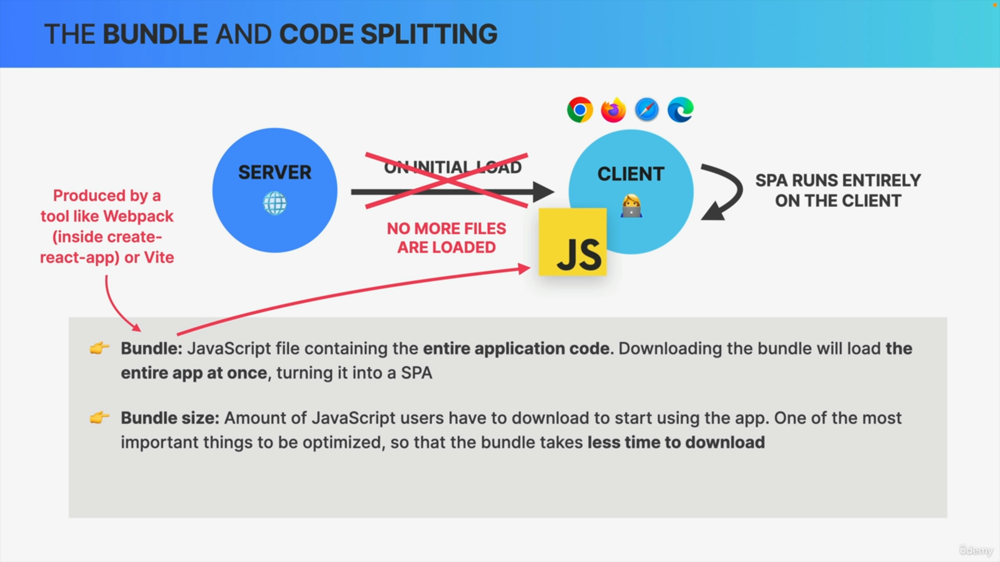 THE BUNDLE AND CODE SPLITTING
SERVER
ON INITIAL LOAD
CLIENT
SPA RUNS ENTIRELY
ON THE CLIENT
Produced by a
tool like Webpack
(inside create-
react-app) or Vite
NO MORE FILES
ARE LOADED
JS
👉 Bundle: JavaScript file containing the entire application code. Downloading the bundle will load the
entire app at once, turning it into a SPA
👉 Bundle size: Amount of JavaScript users have to download to start using the app. One of the most
important things to be optimized, so that the bundle takes less time to download
ûdemy